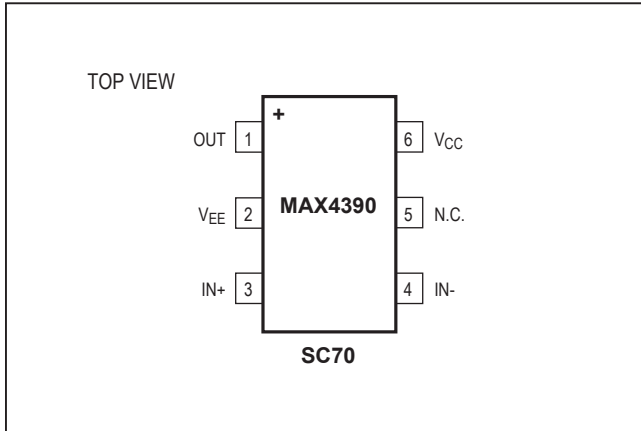 TOP VIEW
+
OUT 1 6 VCC
VEE 2 MAX4390 5 N.C.
IN+ 3 4 IN-
SC70